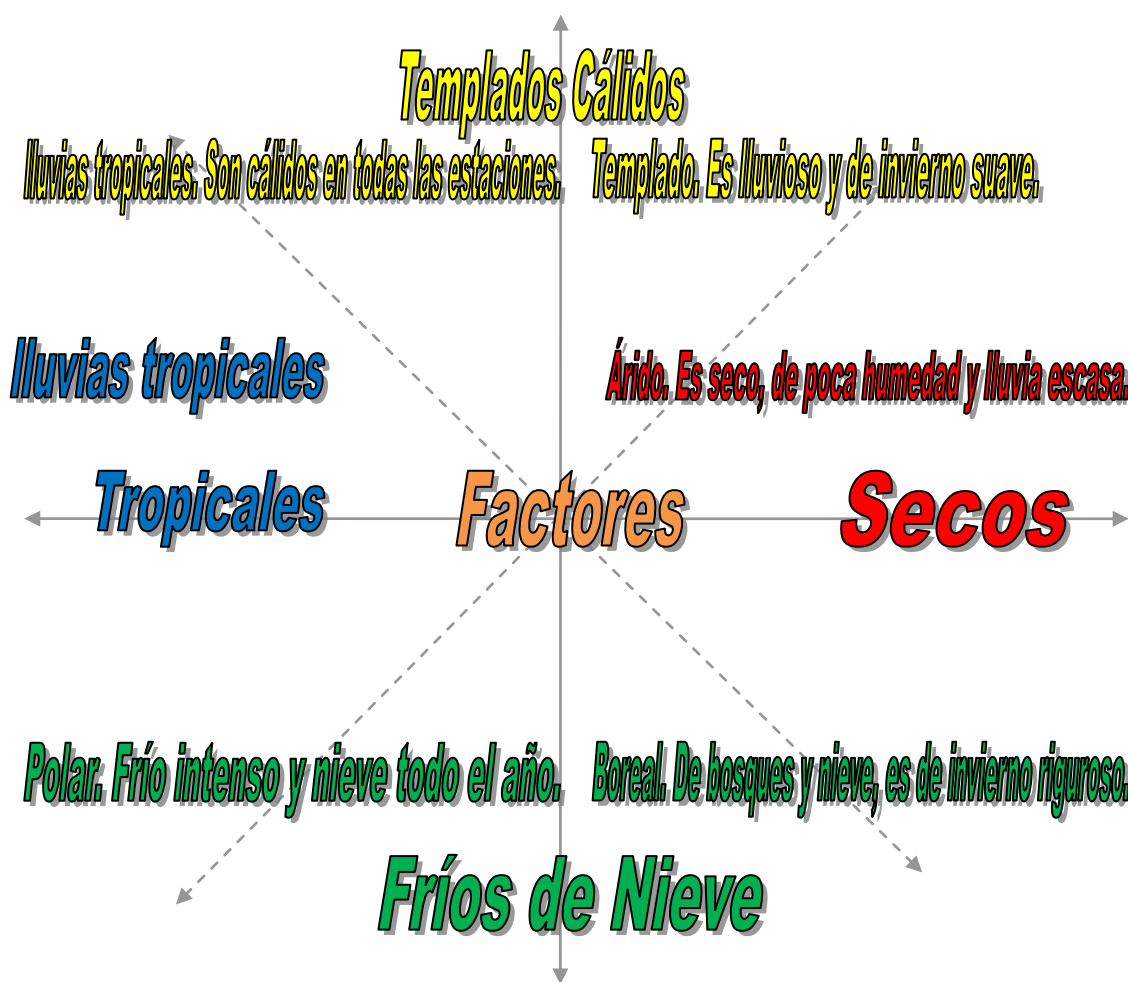 Templados Cálidos
lluvias tropicales. Son cálidos en todas las estaciones.
Templado. Es lluvioso y de invierno suave.
lluvias tropicales
Árido. Es seco, de poca humedad y lluvia escasa.
Tropicales
Factores
Secos
Polar. Frío intenso y nieve todo el año.
Boreal. De bosques y nieve, es de invierno riguroso.
Fríos de Nieve